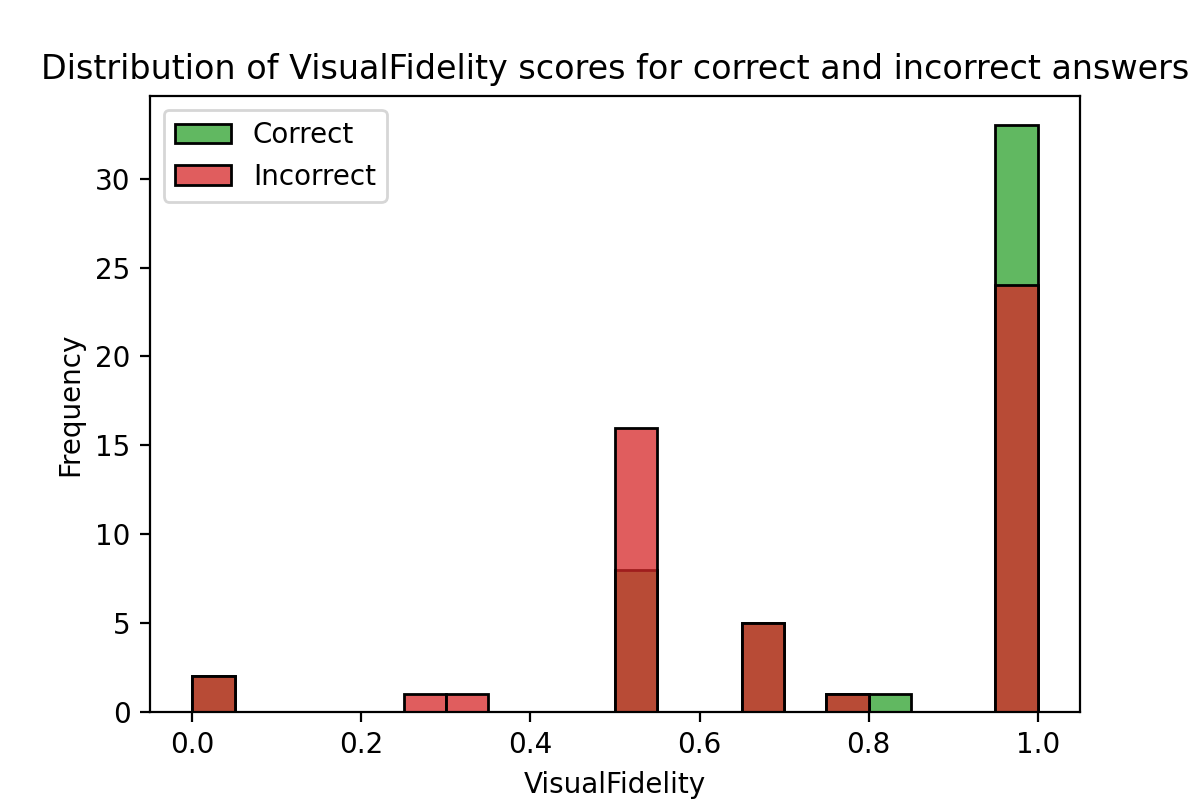 Distribution of VisualFidelity scores for correct and incorrect answers
Correct
Incorrect
30
25
20
15
10
5
0
Frequency
0.0 0.2 0.4 0.6 0.8 1.0
VisualFidelity